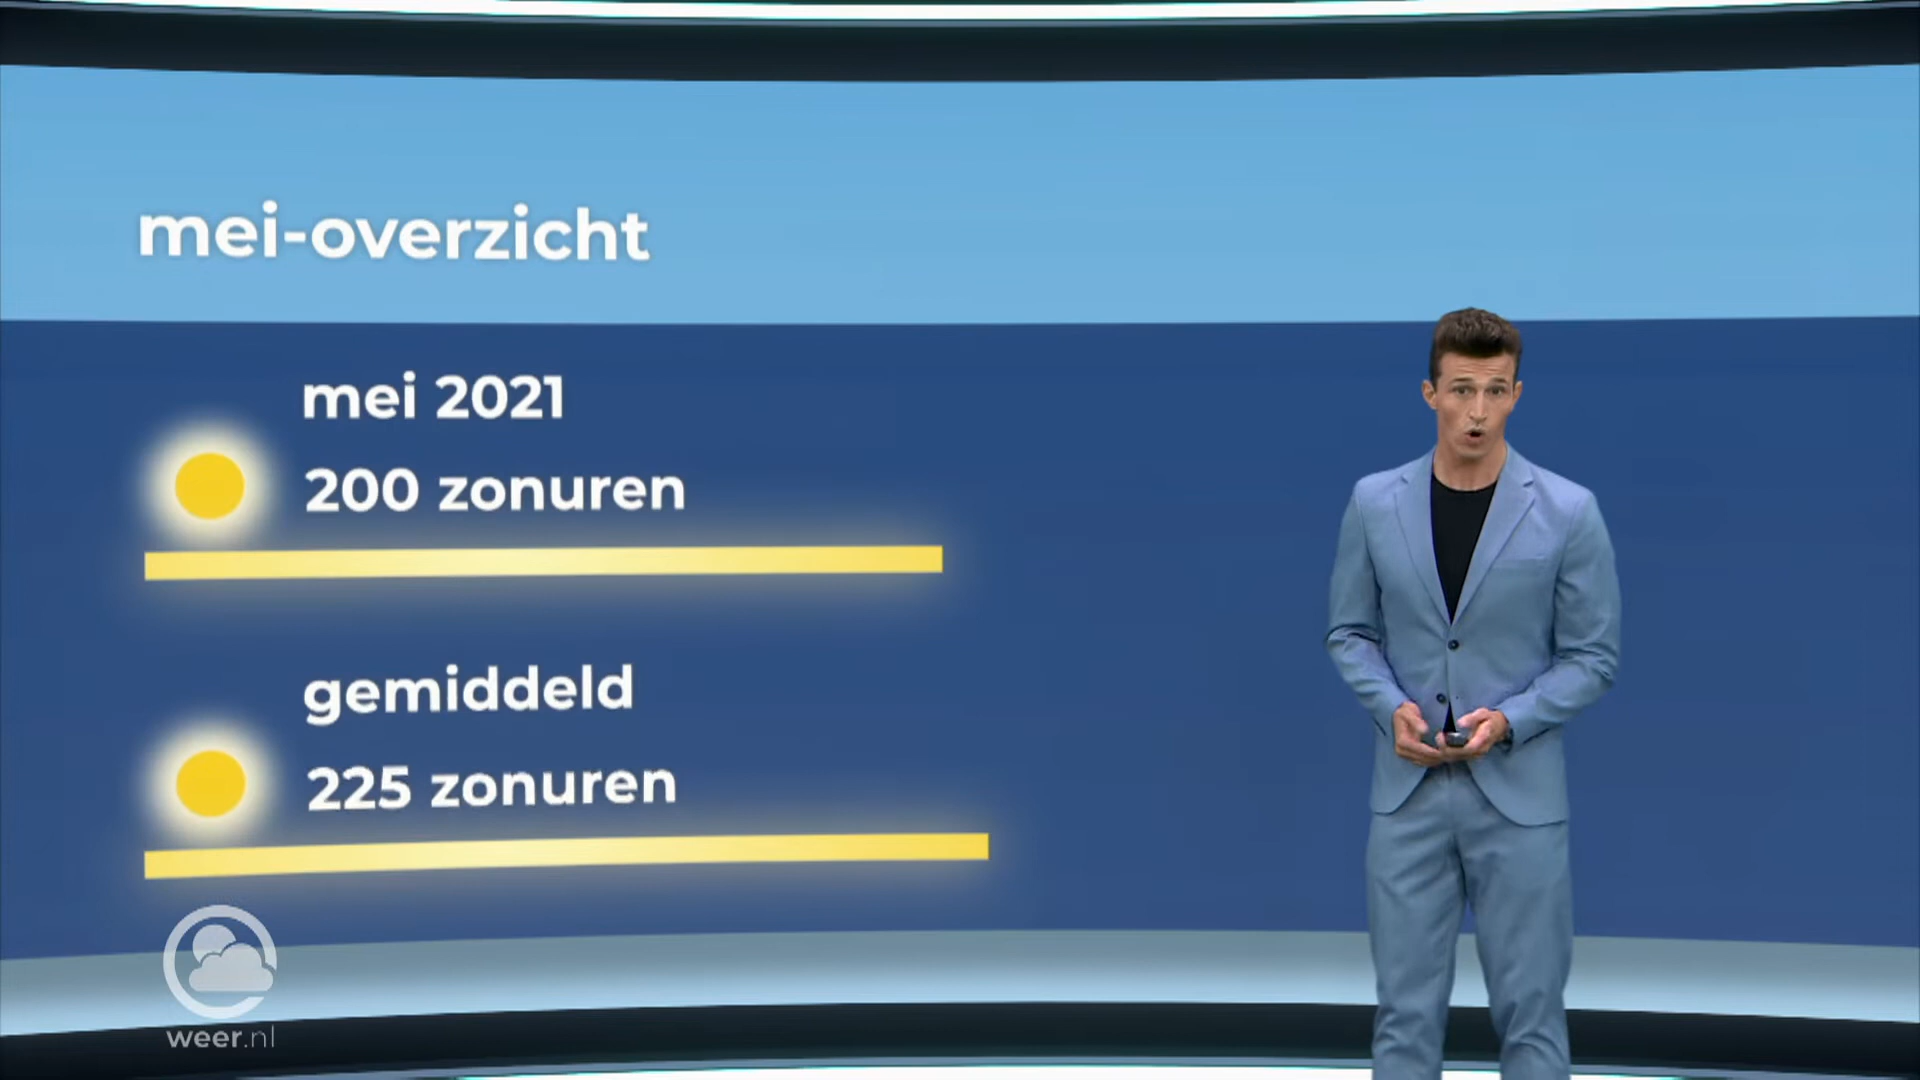 mei-overzicht
mei 2021
200 zonuren
gemiddeld
225 zonuren
weer.nl